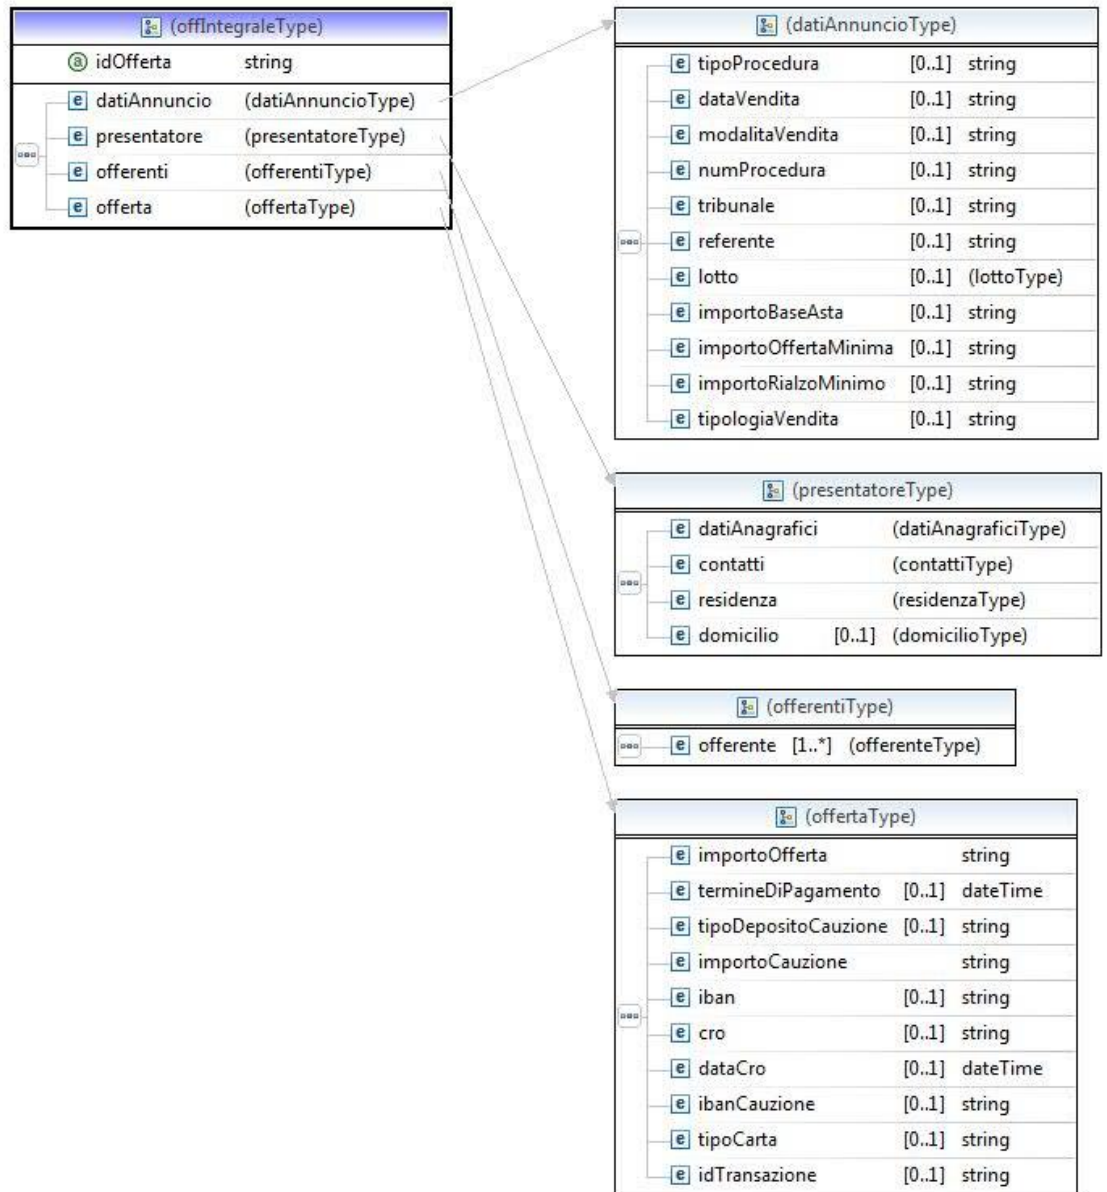 (offIntegraleType)
idOfferta string
datiAnnuncio (datiAnnuncioType)
presentatore (presentatoreType)
offerenti (offerentiType)
offerta (offertaType)
(datiAnnuncioType)
tipoProcedura [0..1] string
dataVendita [0..1] string
modalitaVendita [0..1] string
numProcedura [0..1] string
tribunale [0..1] string
referente [0..1] string
lotto [0..1] (lottoType)
importoBaseAsta [0..1] string
importoOffertaMinima [0..1] string
importoRialzoMinimo [0..1] string
tipologiaVendita [0..1] string
(presentatoreType)
datiAnagrafici (datiAnagraficiType)
contatti (contattiType)
residenza (residenzaType)
domicilio [0..1] (domicilioType)
(offerentiType)
offerente [1..*] (offerenteType)
(offertaType)
importoOfferta string
termineDiPagamento [0..1] dateTime
tipoDepositoCauzione [0..1] string
importoCauzione string
iban [0..1] string
cro [0..1] string
dataCro [0..1] dateTime
ibanCauzione [0..1] string
tipoCarta [0..1] string
idTransazione [0..1] string